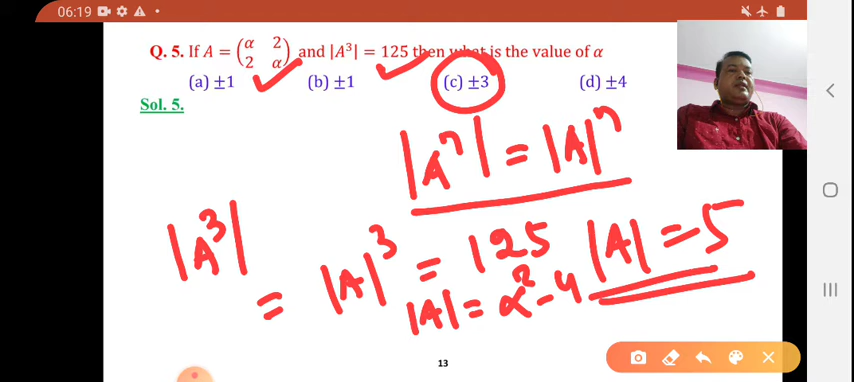 06:19
Q. 5. If A = (α 2
2 α) and |A³| = 125 then what is the value of α
(a) ±1 (b) ±1 (c) ±3 (d) ±4
Sol. 5.
|Aⁿ| = |A|ⁿ
|A³|
= |A|³ = 125 |A| = 5
|A| = α² - 4
13